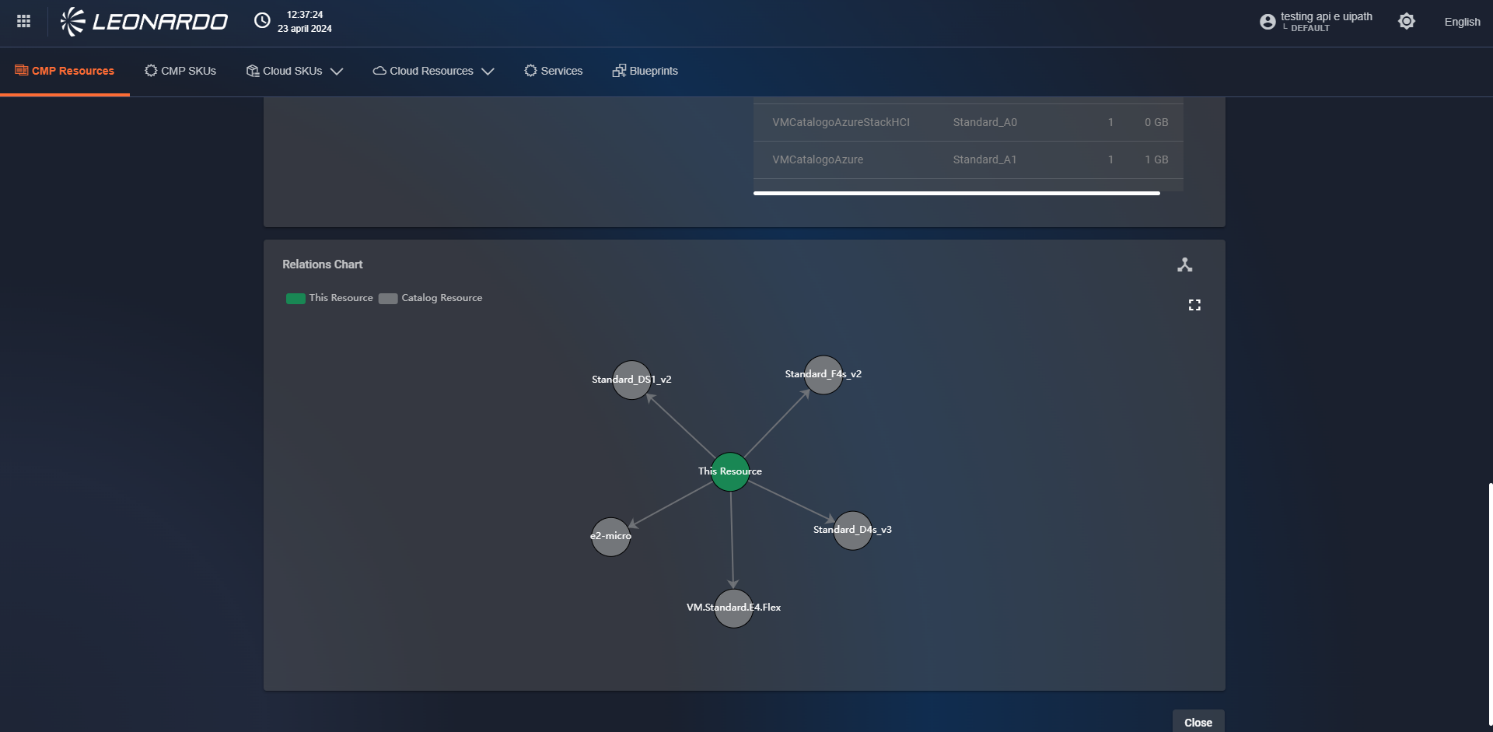 LEONARDO
12:37:24
23 april 2024
testing api e uipath
└ DEFAULT
English
CMP Resources
CMP SKUs
Cloud SKUs
Cloud Resources
Services
Blueprints
VMCatalogoAzureStackHCI Standard_A0 1 0 GB
VMCatalogoAzure Standard_A1 1 1 GB
Relations Chart
This Resource Catalog Resource
Standard_DS1_v2
Standard_F4s_v2
This Resource
e2-micro
Standard_D4s_v3
VM.Standard.E4.Flex
Close